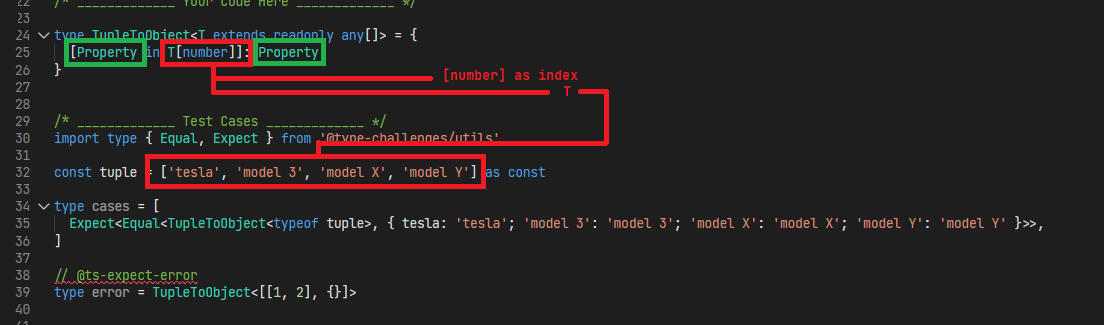 22 /* _____________ Your Code Here _____________ */
23
24 type TupleToObject<T extends readonly any[]> = {
25 [Property in T[number]]: Property
26 }
[number] as index
27
T
28
29 /* _____________ Test Cases _____________ */
30 import type { Equal, Expect } from '@type-challenges/utils'
31
32 const tuple = ['tesla', 'model 3', 'model X', 'model Y'] as const
33
34 type cases = [
35 Expect<Equal<TupleToObject<typeof tuple>, { tesla: 'tesla'; 'model 3': 'model 3'; 'model X': 'model X'; 'model Y': 'model Y' }>>,
36 ]
37
38 // @ts-expect-error
39 type error = TupleToObject<[[1, 2], {}]>
40
41